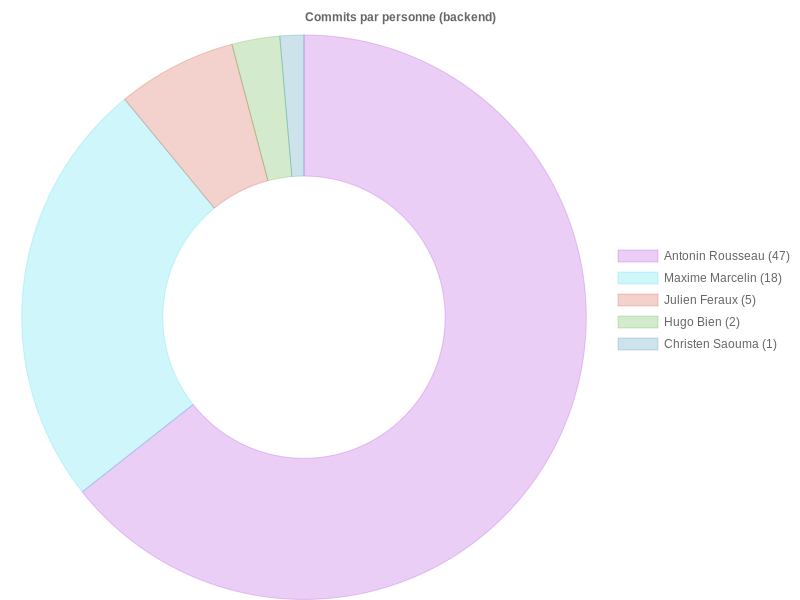 Commits par personne (backend)
Antonin Rousseau (47)
Maxime Marcelin (18)
Julien Feraux (5)
Hugo Bien (2)
Christen Saouma (1)